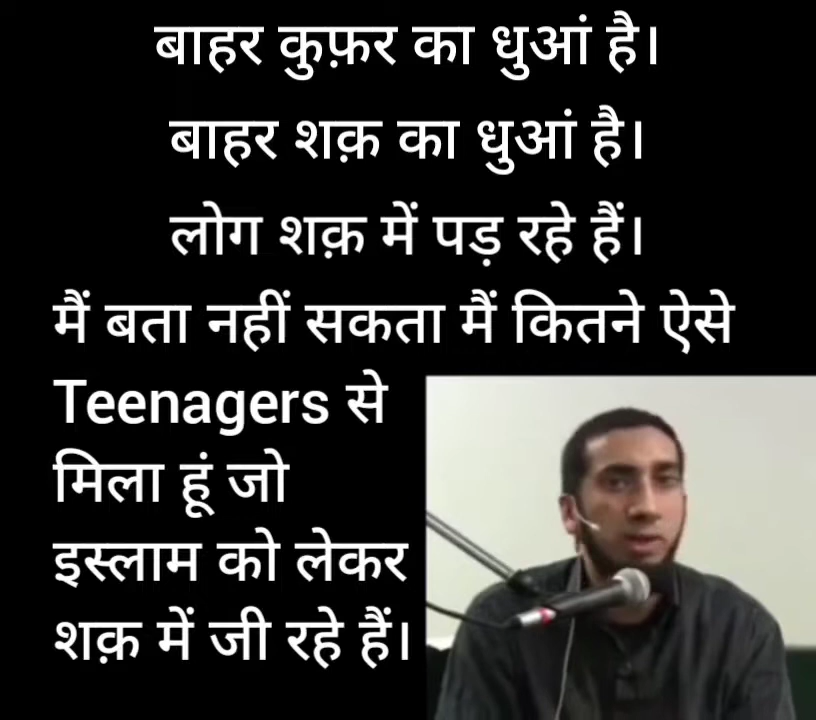 बाहर कुफ़र का धुआं है।
बाहर शक़ का धुआं है।
लोग शक़ में पड़ रहे हैं।
मैं बता नहीं सकता मैं कितने ऐसे
Teenagers से
मिला हूं जो
इस्लाम को लेकर
शक़ में जी रहे हैं।